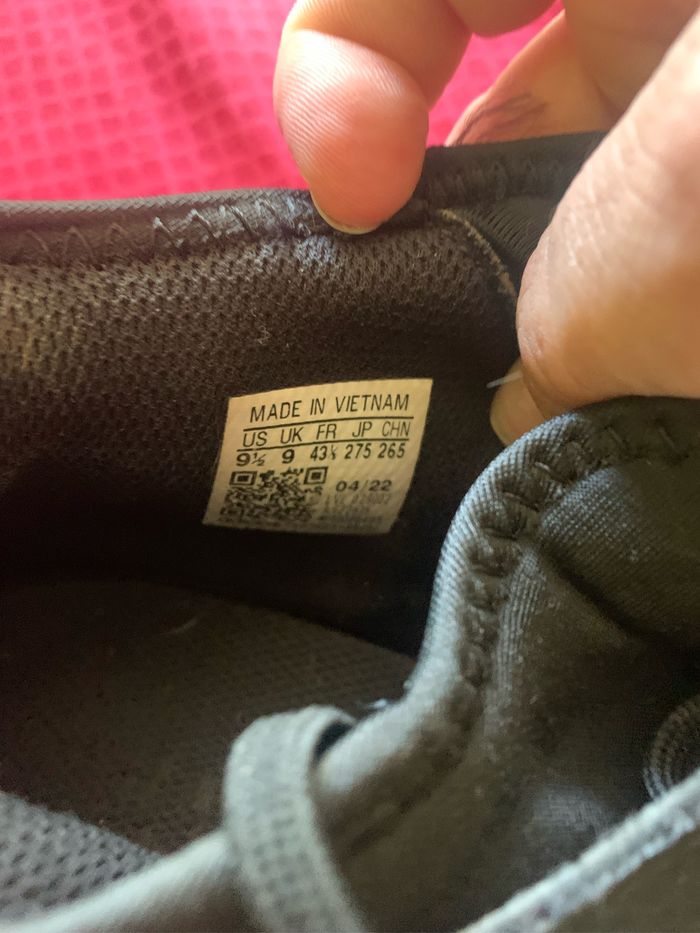 MADE IN VIETNAM
US UK FR JP CHN
9½ 9 43⅓ 275 265
04/22